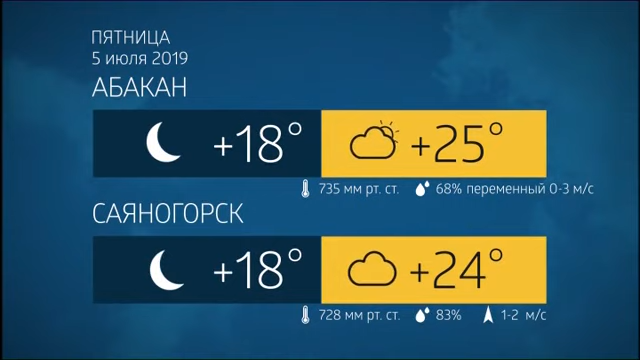 ПЯТНИЦА
5 июля 2019
АБАКАН
+18° +25°
735 мм рт. ст. 68% переменный 0-3 м/с
САЯНОГОРСК
+18° +24°
728 мм рт. ст. 83% 1-2 м/с